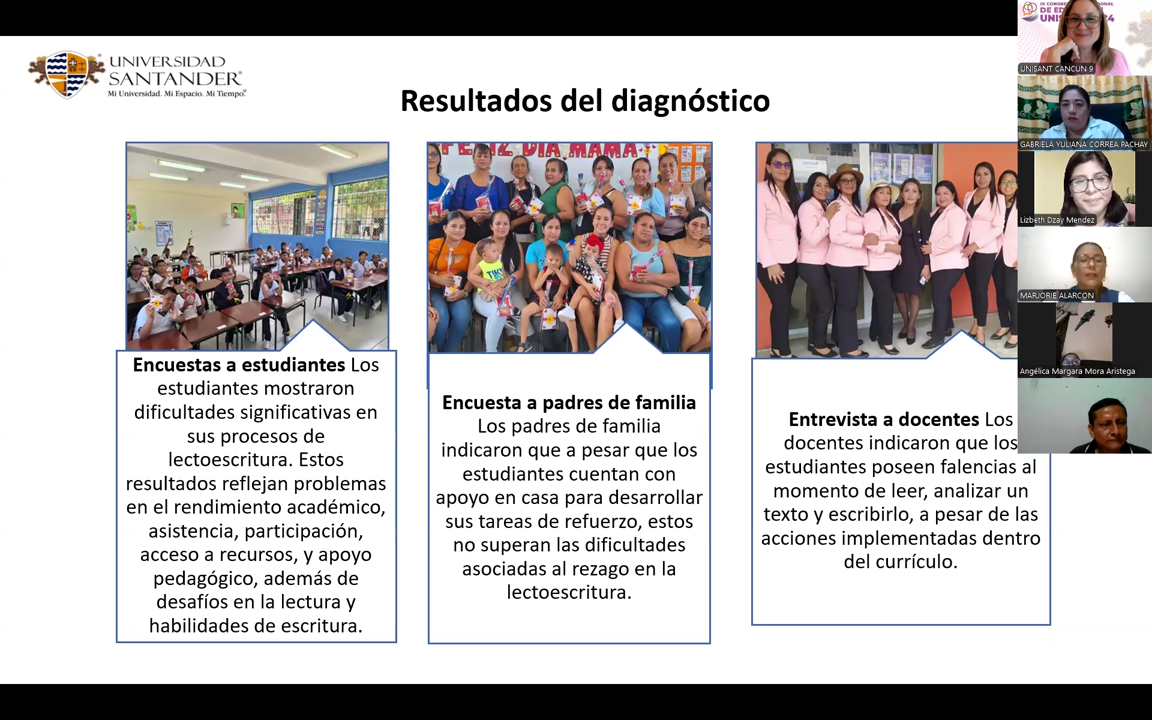 UNIVERSIDAD
SANTANDER
Mi Universidad. Mi Espacio. Mi Tiempo.
Resultados del diagnóstico
FELIZ DIA MAMA
Encuestas a estudiantes Los
estudiantes mostraron
dificultades significativas en
sus procesos de
lectoescritura. Estos
resultados reflejan problemas
en el rendimiento académico,
asistencia, participación,
acceso a recursos, y apoyo
pedagógico, además de
desafíos en la lectura y
habilidades de escritura.
Encuesta a padres de familia
Los padres de familia
indicaron que a pesar que los
estudiantes cuentan con
apoyo en casa para desarrollar
sus tareas de refuerzo, estos
no superan las dificultades
asociadas al rezago en la
lectoescritura.
Entrevista a docentes Los
docentes indicaron que los
estudiantes poseen falencias al
momento de leer, analizar un
texto y escribirlo, a pesar de las
acciones implementadas dentro
del currículo.
UNISANT CANCUN 9
GABRIELA YULIANA CORREA PACHAY
Lizbeth Dzay Mendez
MARJORIE ALARCON
Angélica Margara Mora Aristega